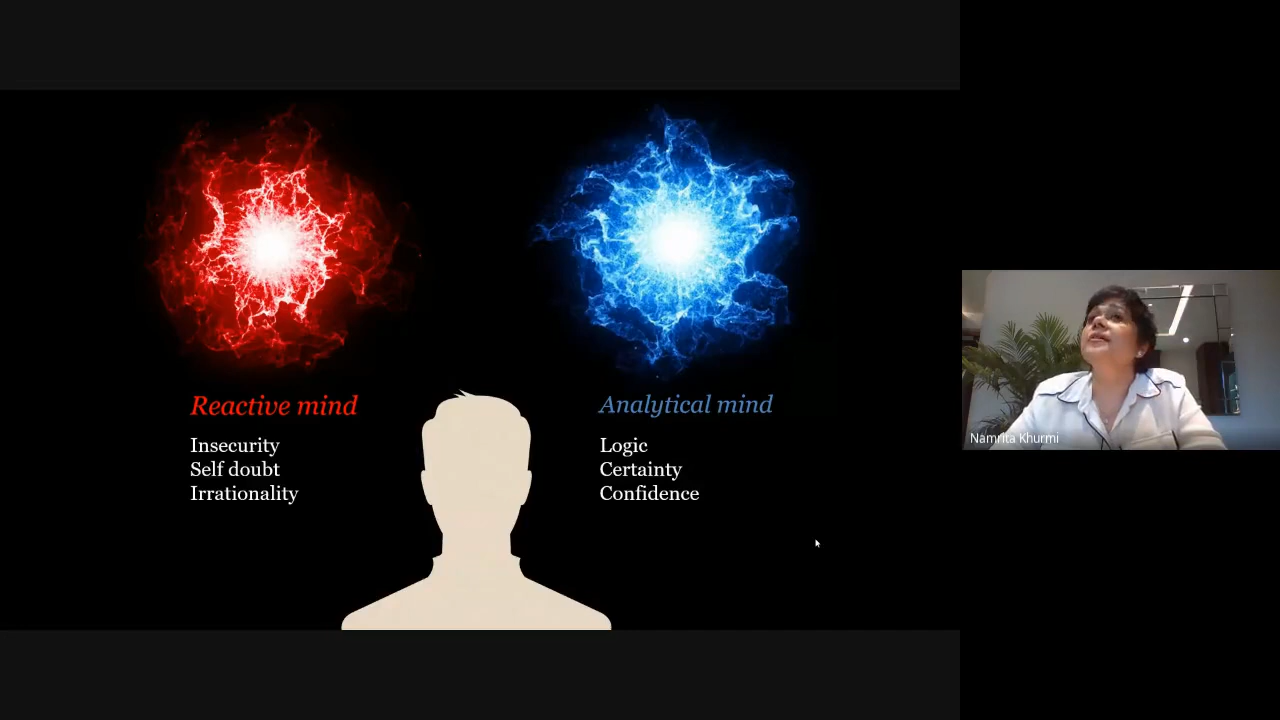 Reactive mind
Insecurity
Self doubt
Irrationality
Analytical mind
Logic
Certainty
Confidence
Namrita Khurmi